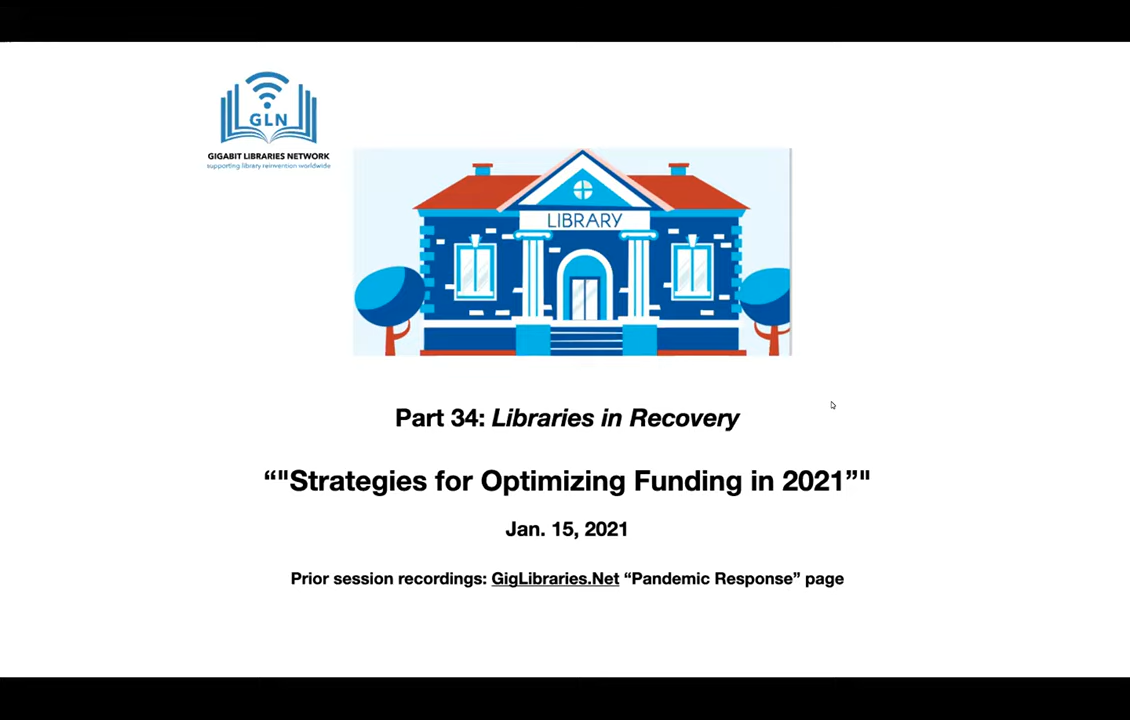 GLN
GIGABIT LIBRARIES NETWORK
supporting library reinvention worldwide
LIBRARY
Part 34: Libraries in Recovery
“"Strategies for Optimizing Funding in 2021”"
Jan. 15, 2021
Prior session recordings: GigLibraries.Net “Pandemic Response” page